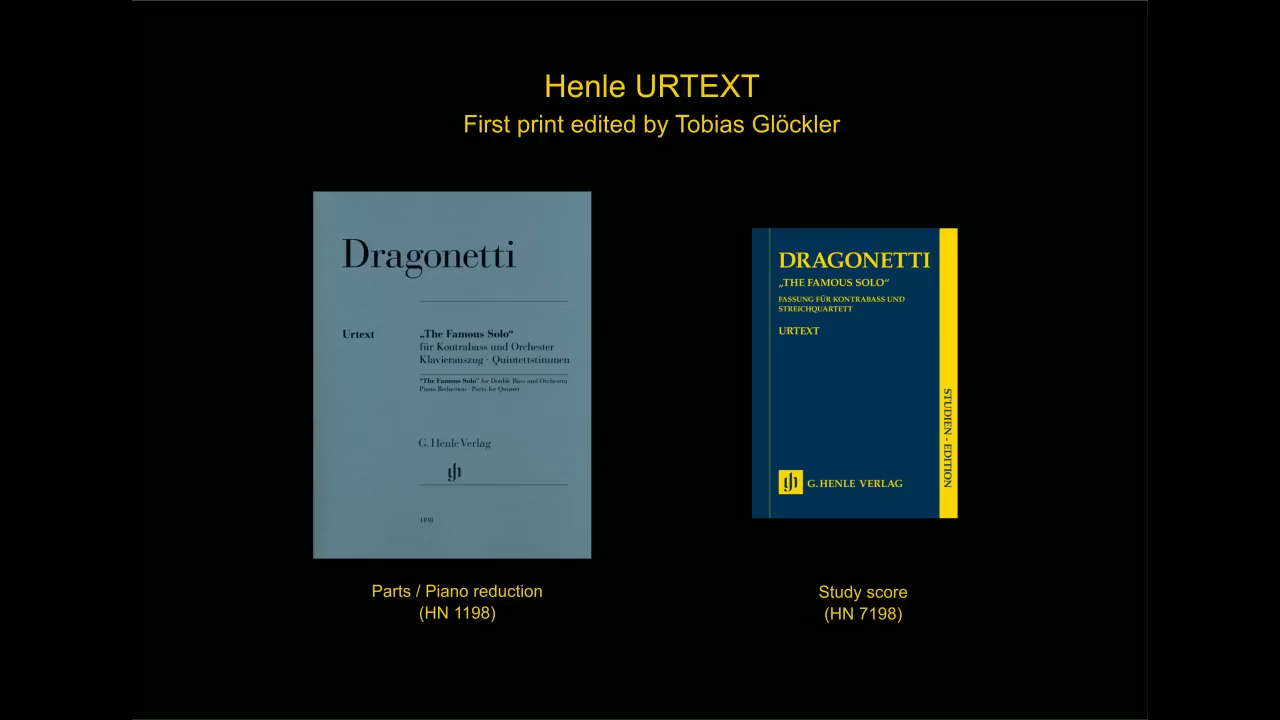 Henle URTEXT
First print edited by Tobias Glöckler
Dragonetti
Urtext
„The Famous Solo“
für Kontrabass und Orchester
Klavierauszug · Quintettstimmen
“The Famous Solo” for Double Bass and Orchestra
Piano Reduction · Parts for Quintet
G. Henle Verlag
1198
Parts / Piano reduction
(HN 1198)
DRAGONETTI
„THE FAMOUS SOLO“
FASSUNG FÜR KONTRABASS UND
STREICHQUARTETT
URTEXT
STUDIEN - EDITION
G. HENLE VERLAG
Study score
(HN 7198)